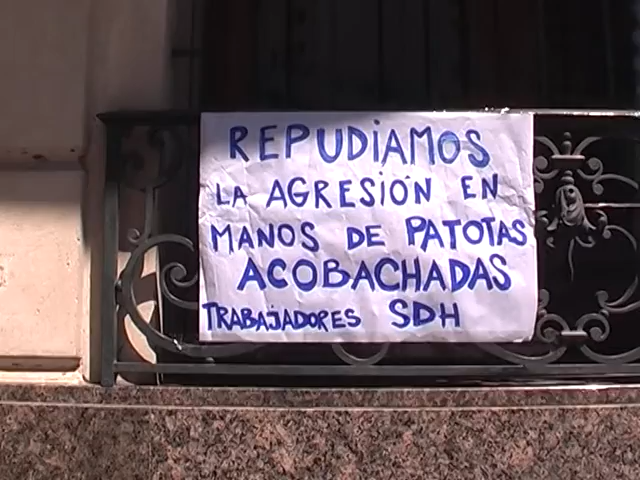 REPUDiAMOS
LA AGRESIÓN EN
MANOS DE PATOTAS
ACOBACHADAS
TRABAJADORES SDH